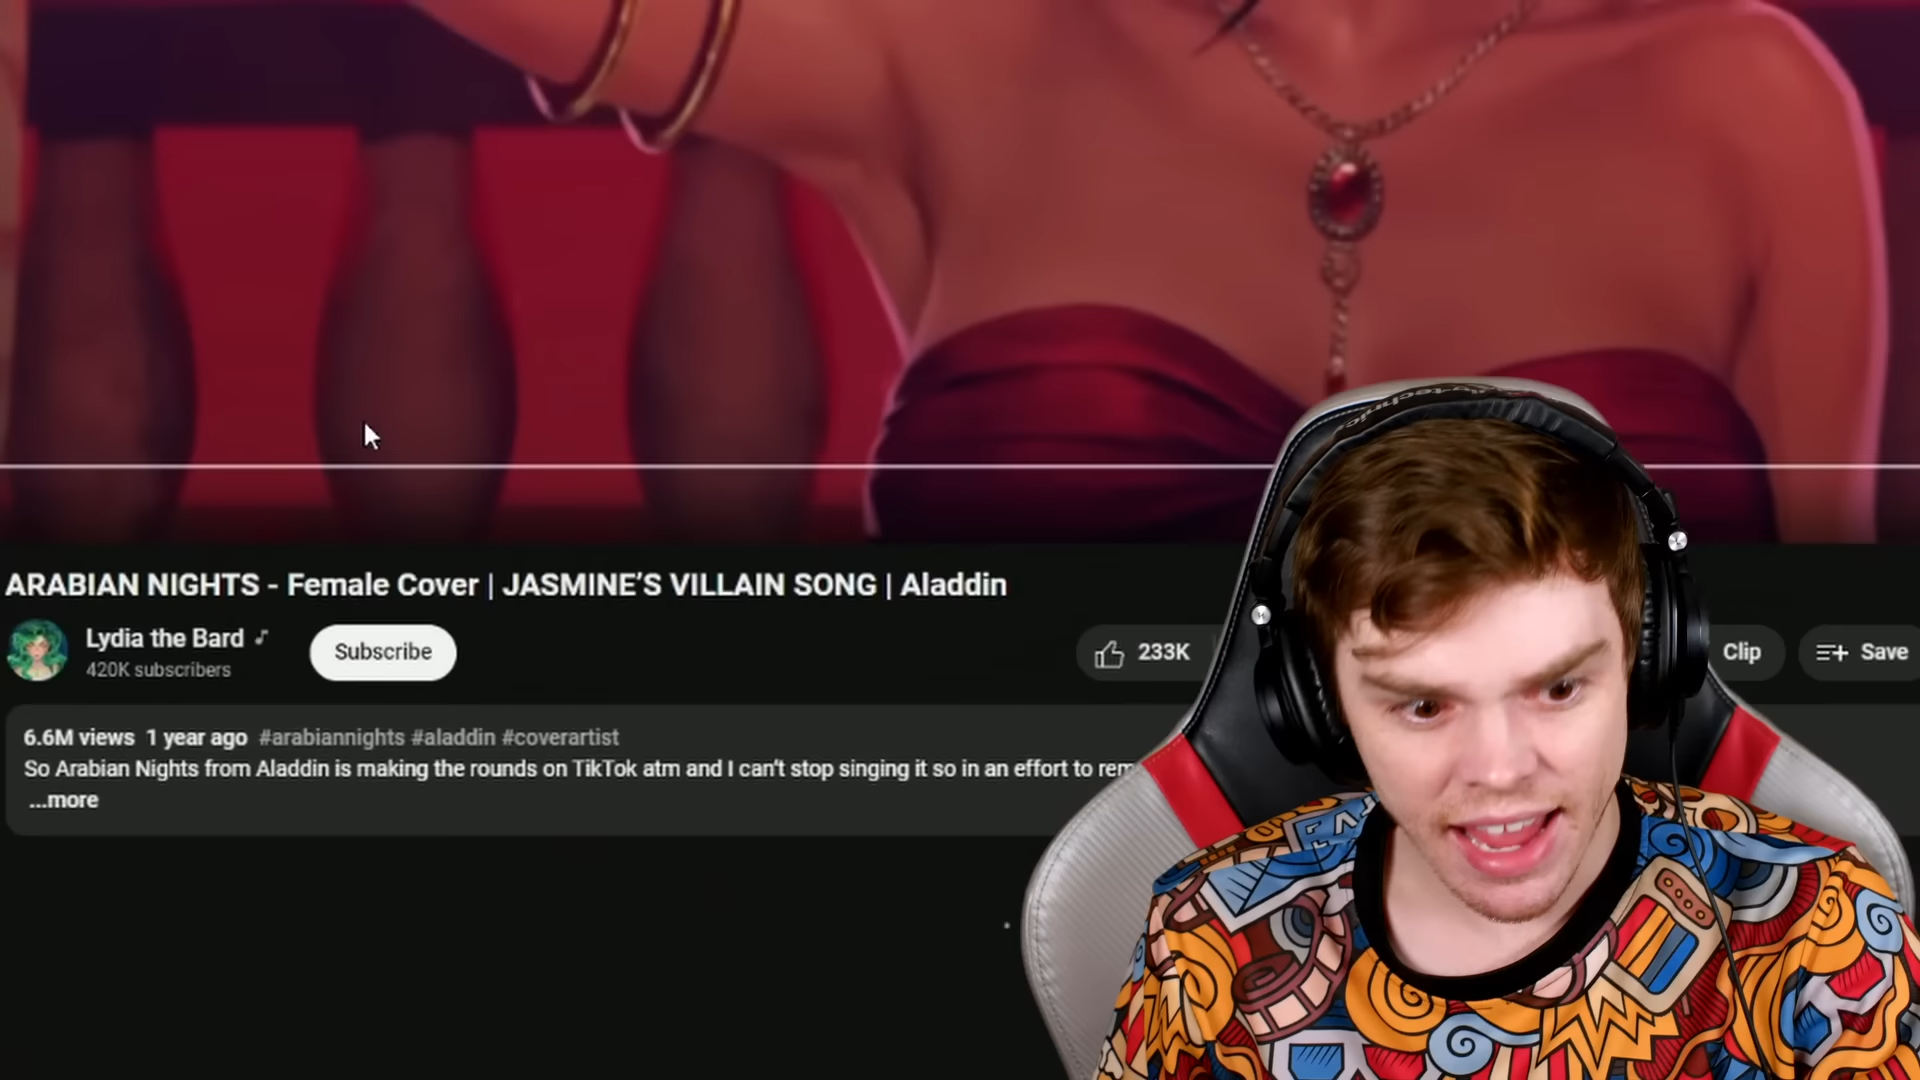 ARABIAN NIGHTS - Female Cover | JASMINE’S VILLAIN SONG | Aladdin
Lydia the Bard
420K subscribers
Subscribe
233K
Clip
Save
6.6M views 1 year ago #arabiannights #aladdin #coverartist
So Arabian Nights from Aladdin is making the rounds on TikTok atm and I can't stop singing it so in an effort to rem
...more